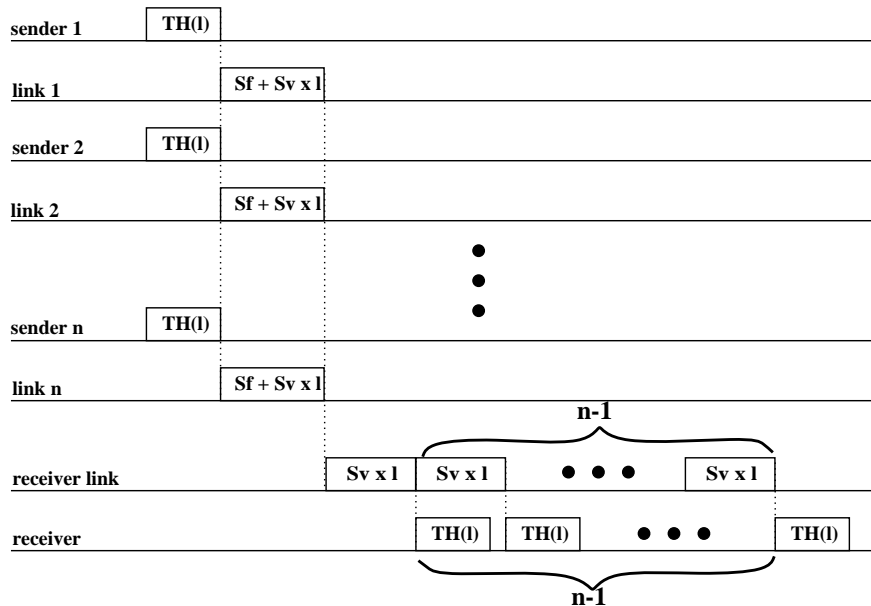 sender 1 TH(l)
link 1 Sf + Sv x l
sender 2 TH(l)
link 2 Sf + Sv x l
sender n TH(l)
link n Sf + Sv x l
n-1
receiver link Sv x l Sv x l Sv x l
receiver TH(l) TH(l) TH(l)
n-1